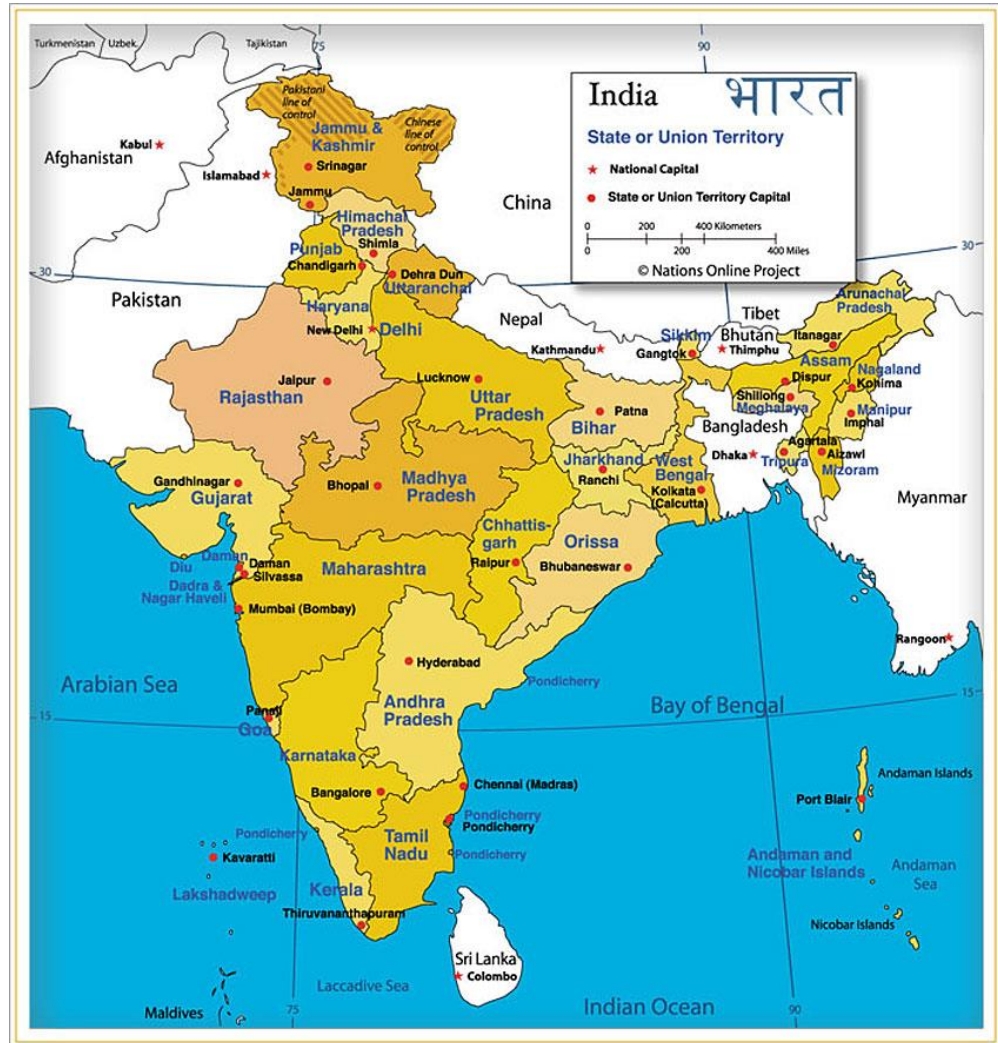 Turkmenistan
Uzbek.
Tajikistan
75
90
Pakistani
line of
control
Chinese
line of
control
Jammu &
Kashmir
Srinagar
Jammu
Kabul
Afghanistan
Islamabad
India भारत
State or Union Territory
National Capital
State or Union Territory Capital
0 200 400 Kilometers
0 200 400 Miles
© Nations Online Project
China
Himachal
Pradesh
Shimla
Punjab
Chandigarh
Dehra Dun
Uttaranchal
30
30
Pakistan
Haryana
New Delhi
Delhi
Nepal
Kathmandu
Tibet
Bhutan
Thimphu
Sikkim
Gangtok
Arunachal
Pradesh
Itanagar
Assam
Dispur
Nagaland
Kohima
Shillong
Meghalaya
Manipur
Imphal
Jaipur
Rajasthan
Lucknow
Uttar
Pradesh
Patna
Bihar
Bangladesh
Dhaka
Agartala
Tripura
Aizawl
Mizoram
Jharkhand
Ranchi
West
Bengal
Kolkata
(Calcutta)
Myanmar
Gandhinagar
Gujarat
Bhopal
Madhya
Pradesh
Chhattis-
garh
Raipur
Orissa
Bhubaneswar
Daman
Diu
Daman
Silvassa
Dadra &
Nagar Haveli
Maharashtra
Mumbai (Bombay)
Rangoon
Hyderabad
Andhra
Pradesh
Pondicherry
Arabian Sea
Bay of Bengal
15
15
Panaji
Goa
Karnataka
Bangalore
Chennai (Madras)
Andaman Islands
Port Blair
Pondicherry
Pondicherry
Pondicherry
Tamil
Nadu
Pondicherry
Kavaratti
Lakshadweep
Kerala
Thiruvananthapuram
Andaman and
Nicobar Islands
Andaman
Sea
Nicobar Islands
Sri Lanka
Colombo
Laccadive Sea
Indian Ocean
Maldives
75
90